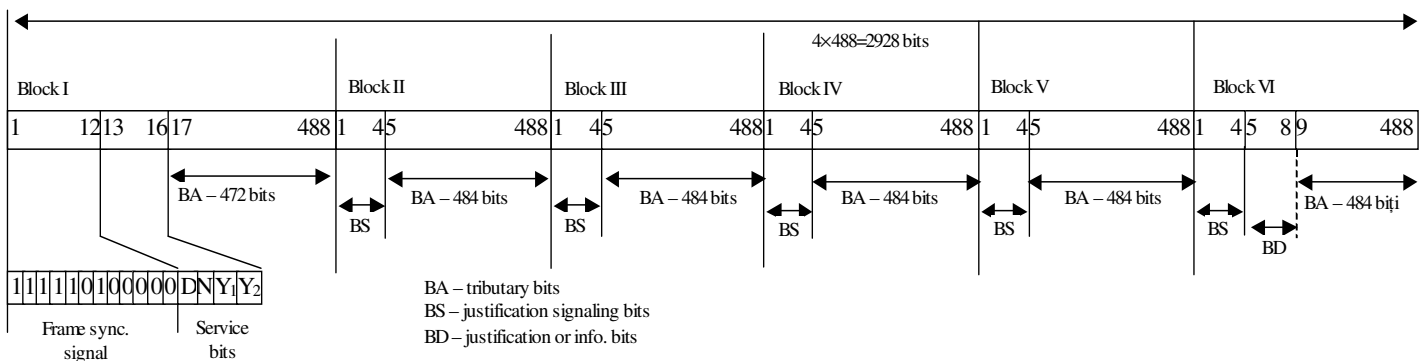 4×488=2928 bits
Block I Block II Block III Block IV Block V Block VI
1 12 13 16 17 488 1 4 5 488 1 4 5 488 1 4 5 488 1 4 5 488 1 4 5 8 9 488
BA – 472 bits BA – 484 bits BA – 484 bits BA – 484 bits BA – 484 bits BA – 484 biți
BS BS BS BS BS BD
1 1 1 1 1 0 1 0 0 0 0 0 D N Y1 Y2
Frame sync. signal
Service bits
BA – tributary bits
BS – justification signaling bits
BD – justification or info. bits